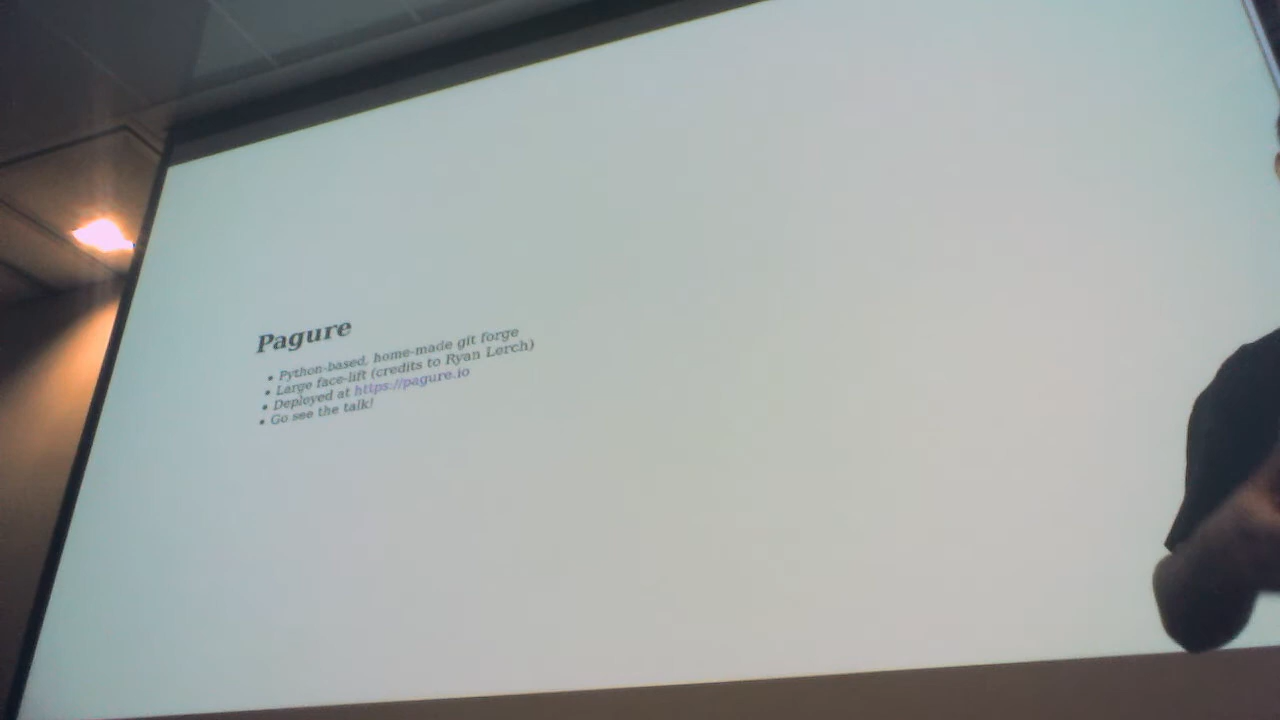 Pagure
• Python-based, home-made git forge
• Large face-lift (credits to Ryan Lerch)
• Deployed at https://pagure.io
• Go see the talk!